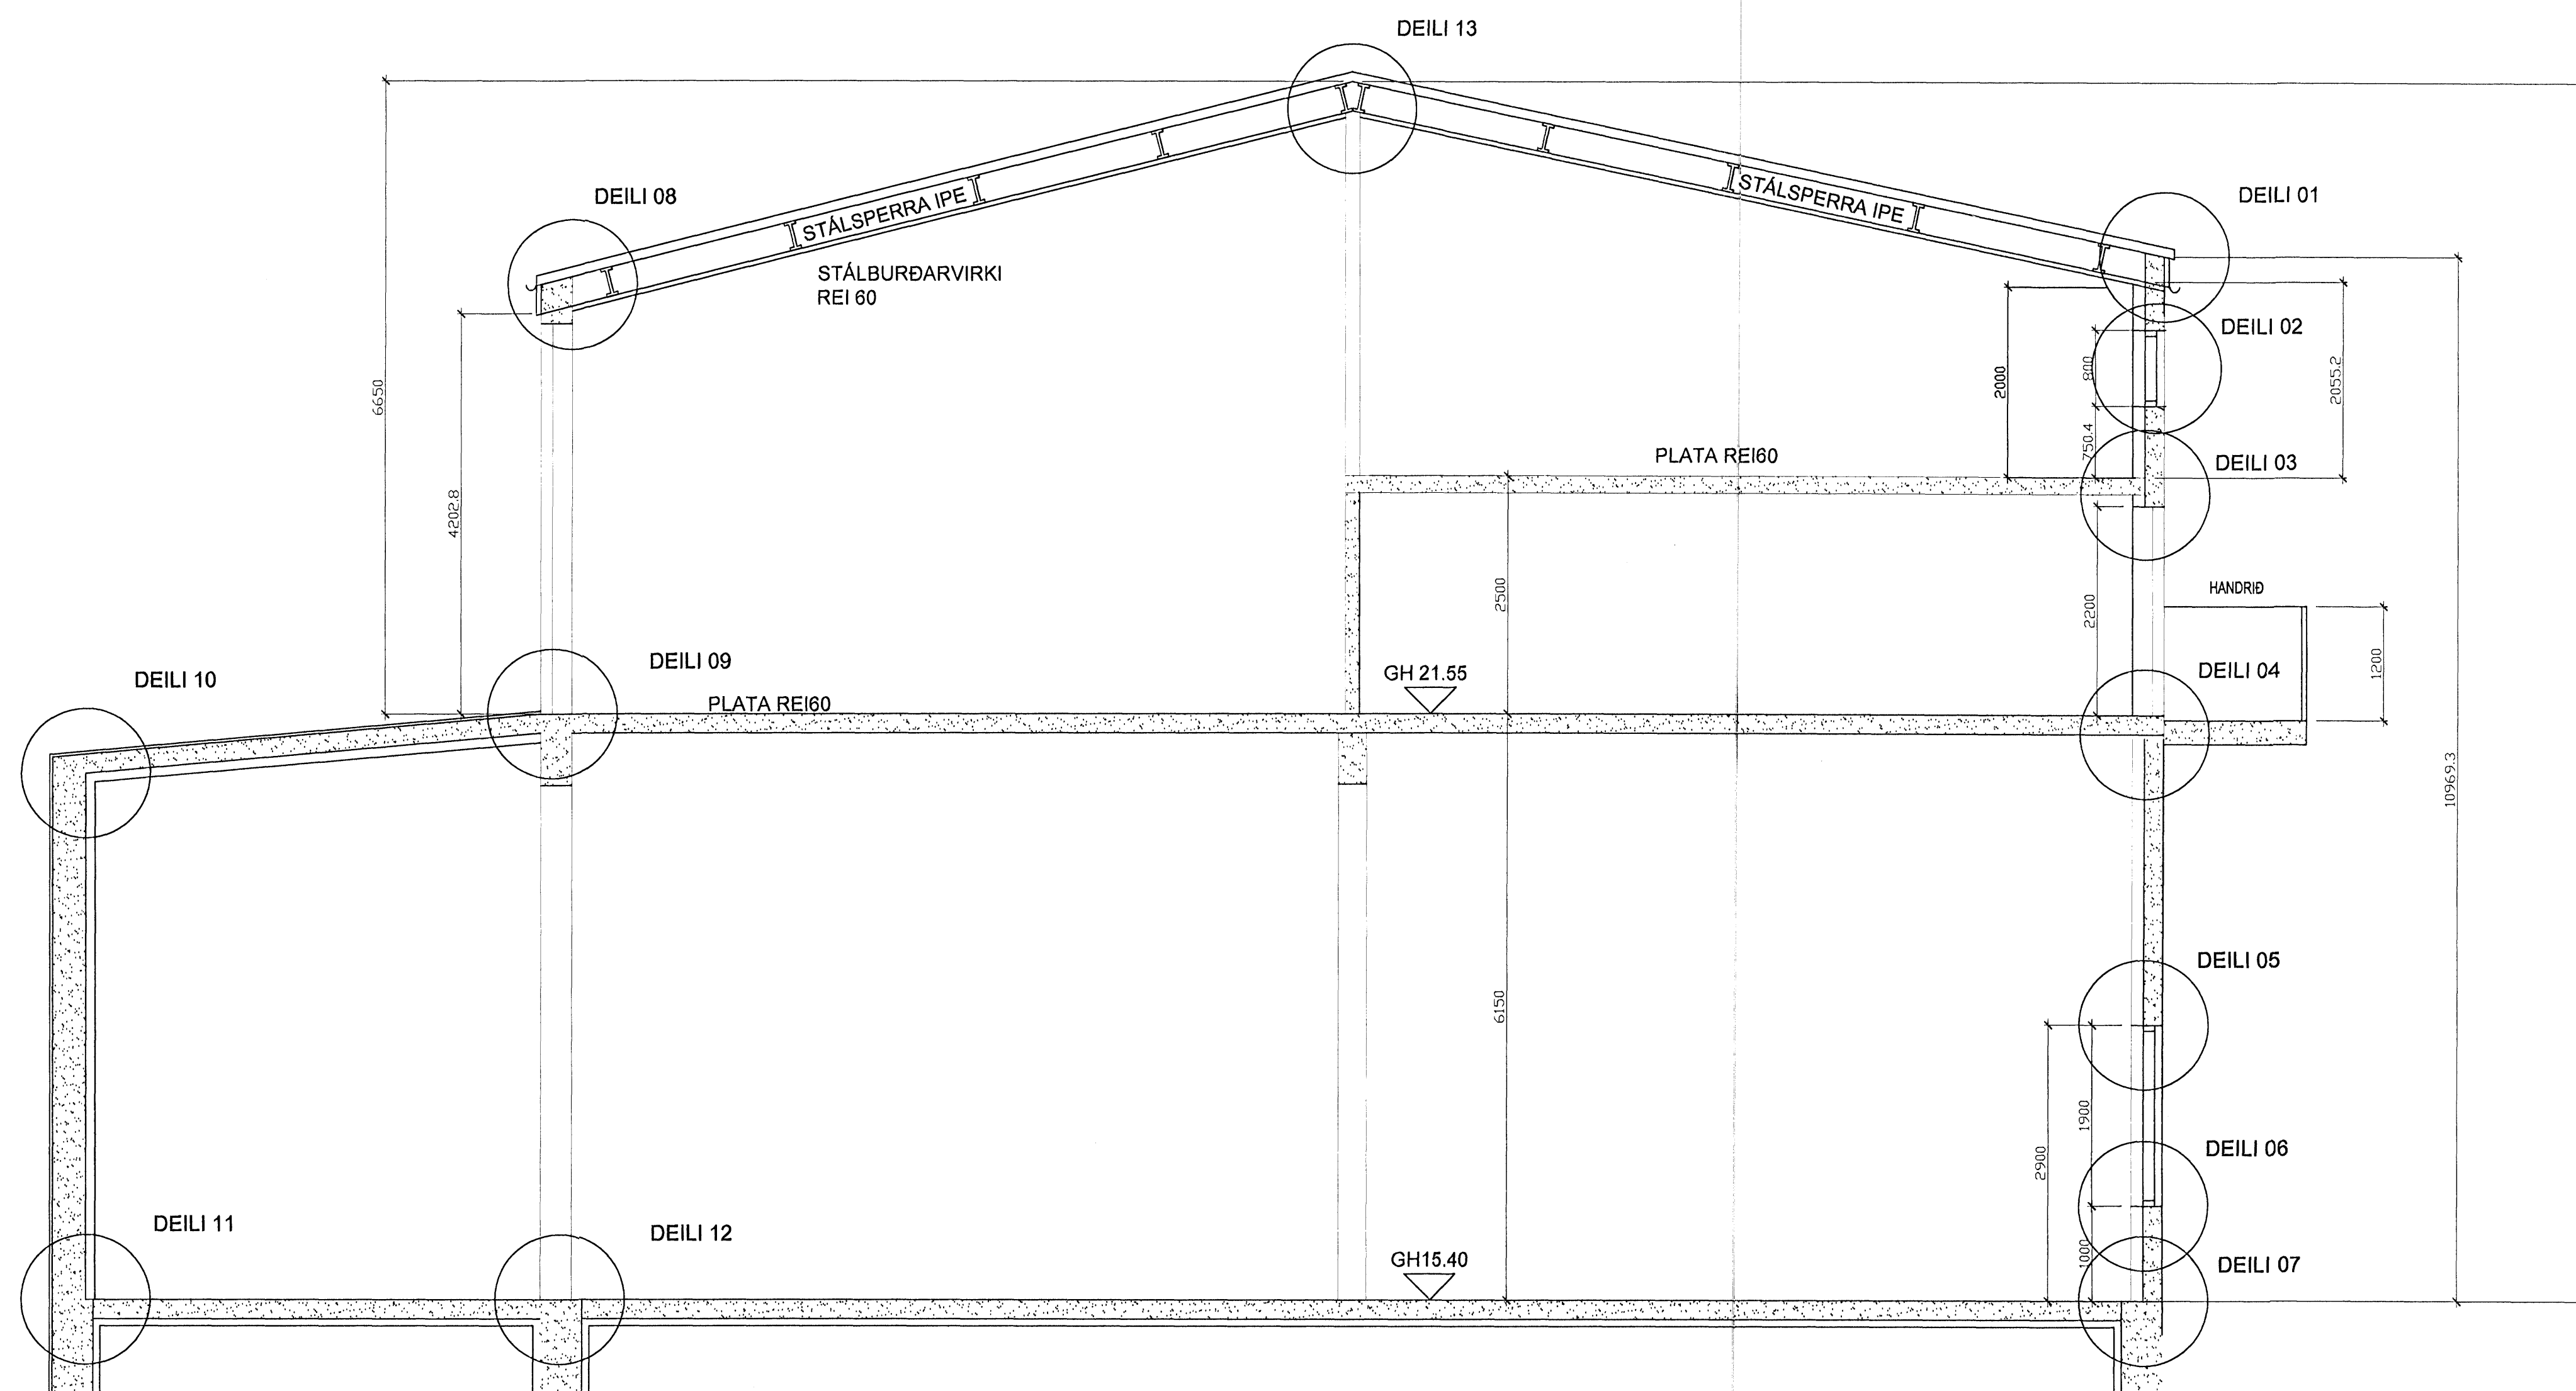 DEILI 13
DEILI 08
DEILI 01
STÁLSPERRA IPE
STÁLSPERRA IPE
STÁLBURÐARVIRKI
REI 60
DEILI 02
6650
2000
800
2055.2
4202.8
750.4
PLATA REI60
DEILI 03
2500
2200
HANDRIÐ
1200
DEILI 10
DEILI 09
PLATA REI60
GH 21.55
DEILI 04
10969.3
6150
DEILI 05
1900
2900
DEILI 06
DEILI 11
DEILI 12
GH15.40
1000
DEILI 07